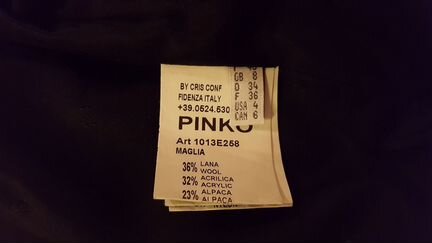 GB 8
D 34
F 36
USA 4
CAN 6
BY CRIS CONF
FIDENZA ITALY
+39.0524.530
PINKO
Art 1013E258
MAGLIA
36% LANA
WOOL
32% ACRILICA
ACRYLIC
23% ALPACA
ALPACA